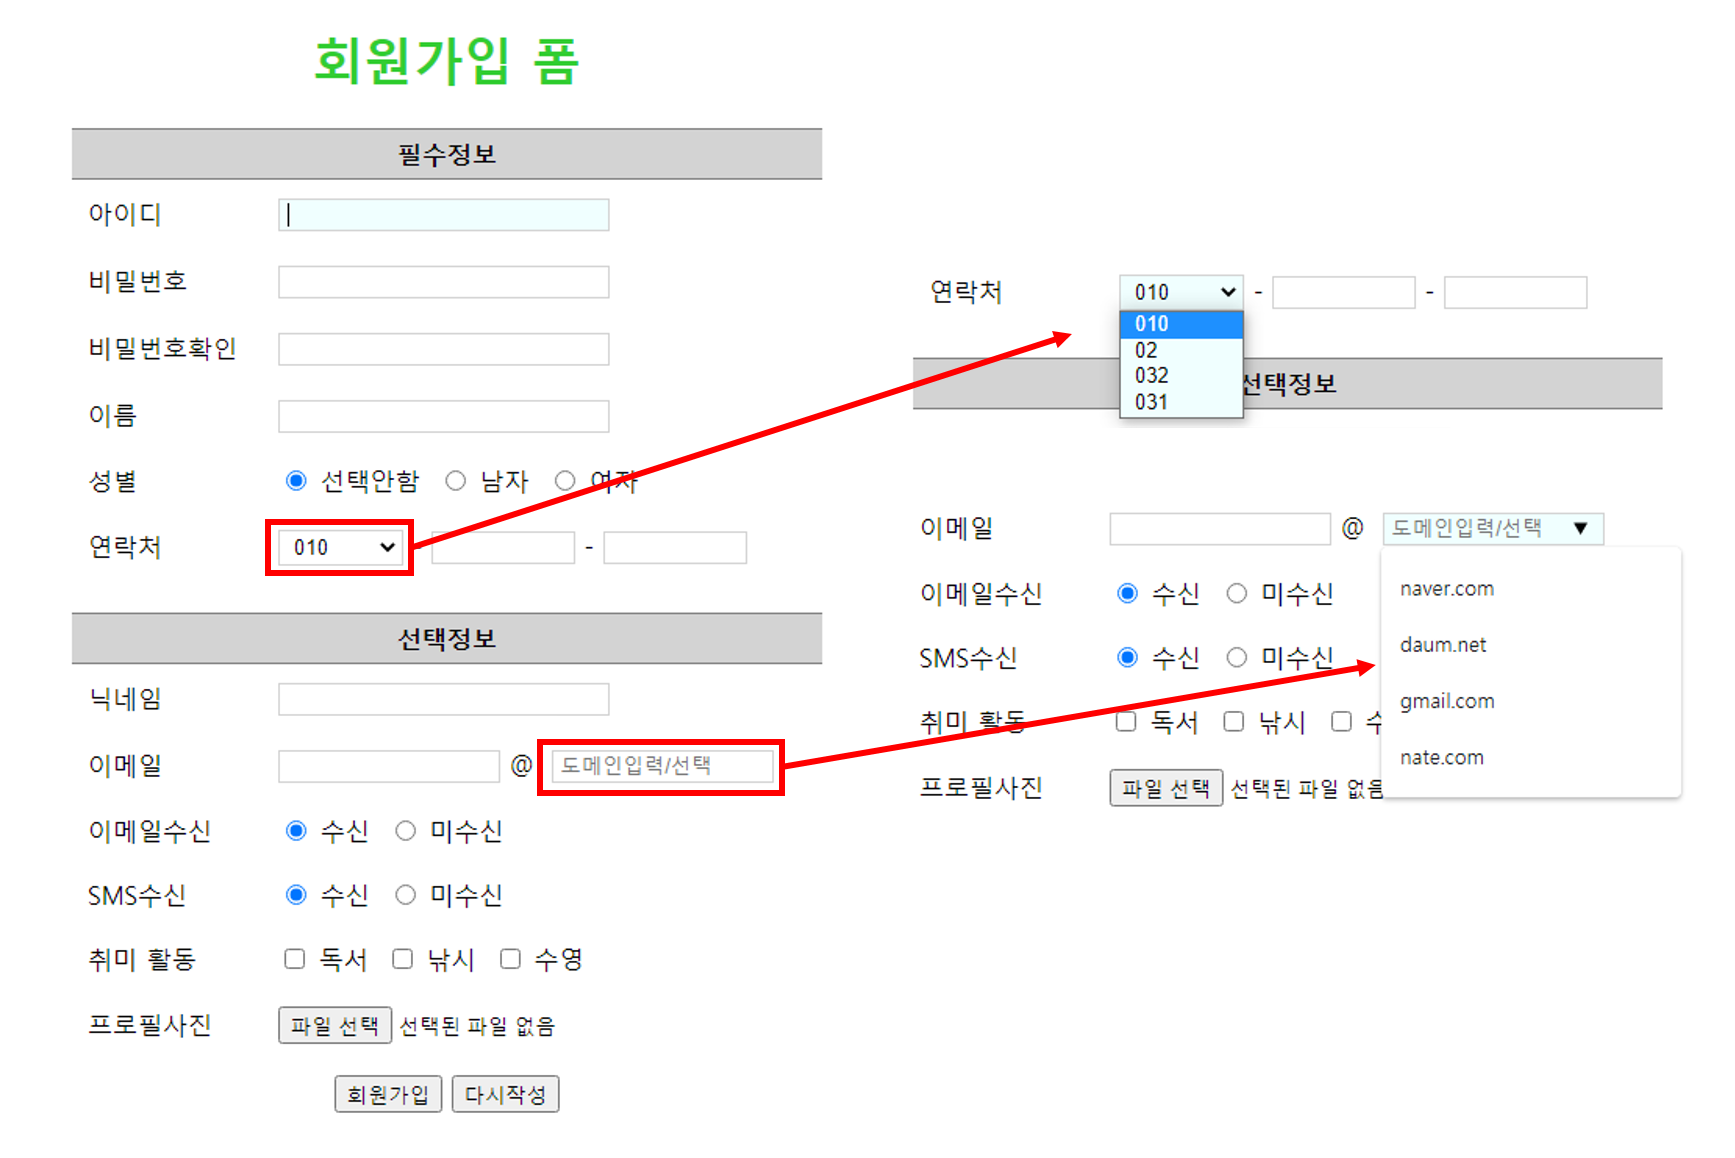 회원가입 폼
필수정보
아이디
비밀번호
비밀번호확인
이름
성별 선택안함 남자 여자
연락처 010 - -
선택정보
닉네임
이메일 @ 도메인입력/선택
이메일수신 수신 미수신
SMS수신 수신 미수신
취미 활동 독서 낚시 수영
프로필사진 파일 선택 선택된 파일 없음
회원가입 다시작성
연락처 010 - -
010
02
032
031
선택정보
이메일 @ 도메인입력/선택 ▼
naver.com
daum.net
gmail.com
nate.com
이메일수신 수신 미수신
SMS수신 수신 미수신
취미 활동 독서 낚시 수
프로필사진 파일 선택 선택된 파일 없음